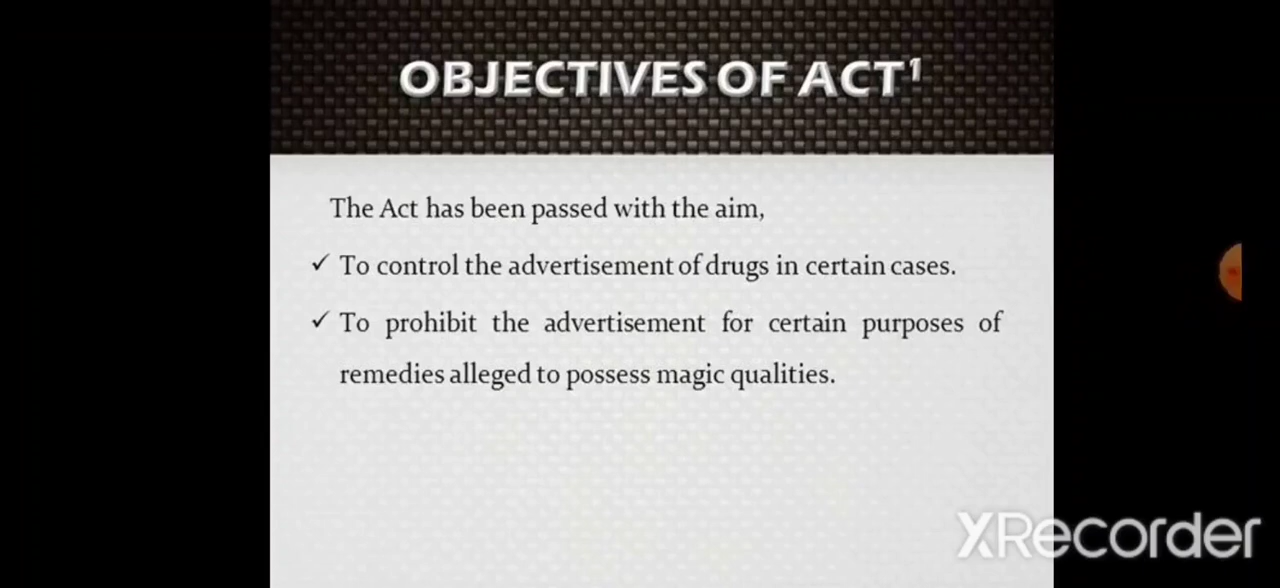 OBJECTIVES OF ACT¹
The Act has been passed with the aim,
✓ To control the advertisement of drugs in certain cases.
✓ To prohibit the advertisement for certain purposes of
remedies alleged to possess magic qualities.
XRecorder